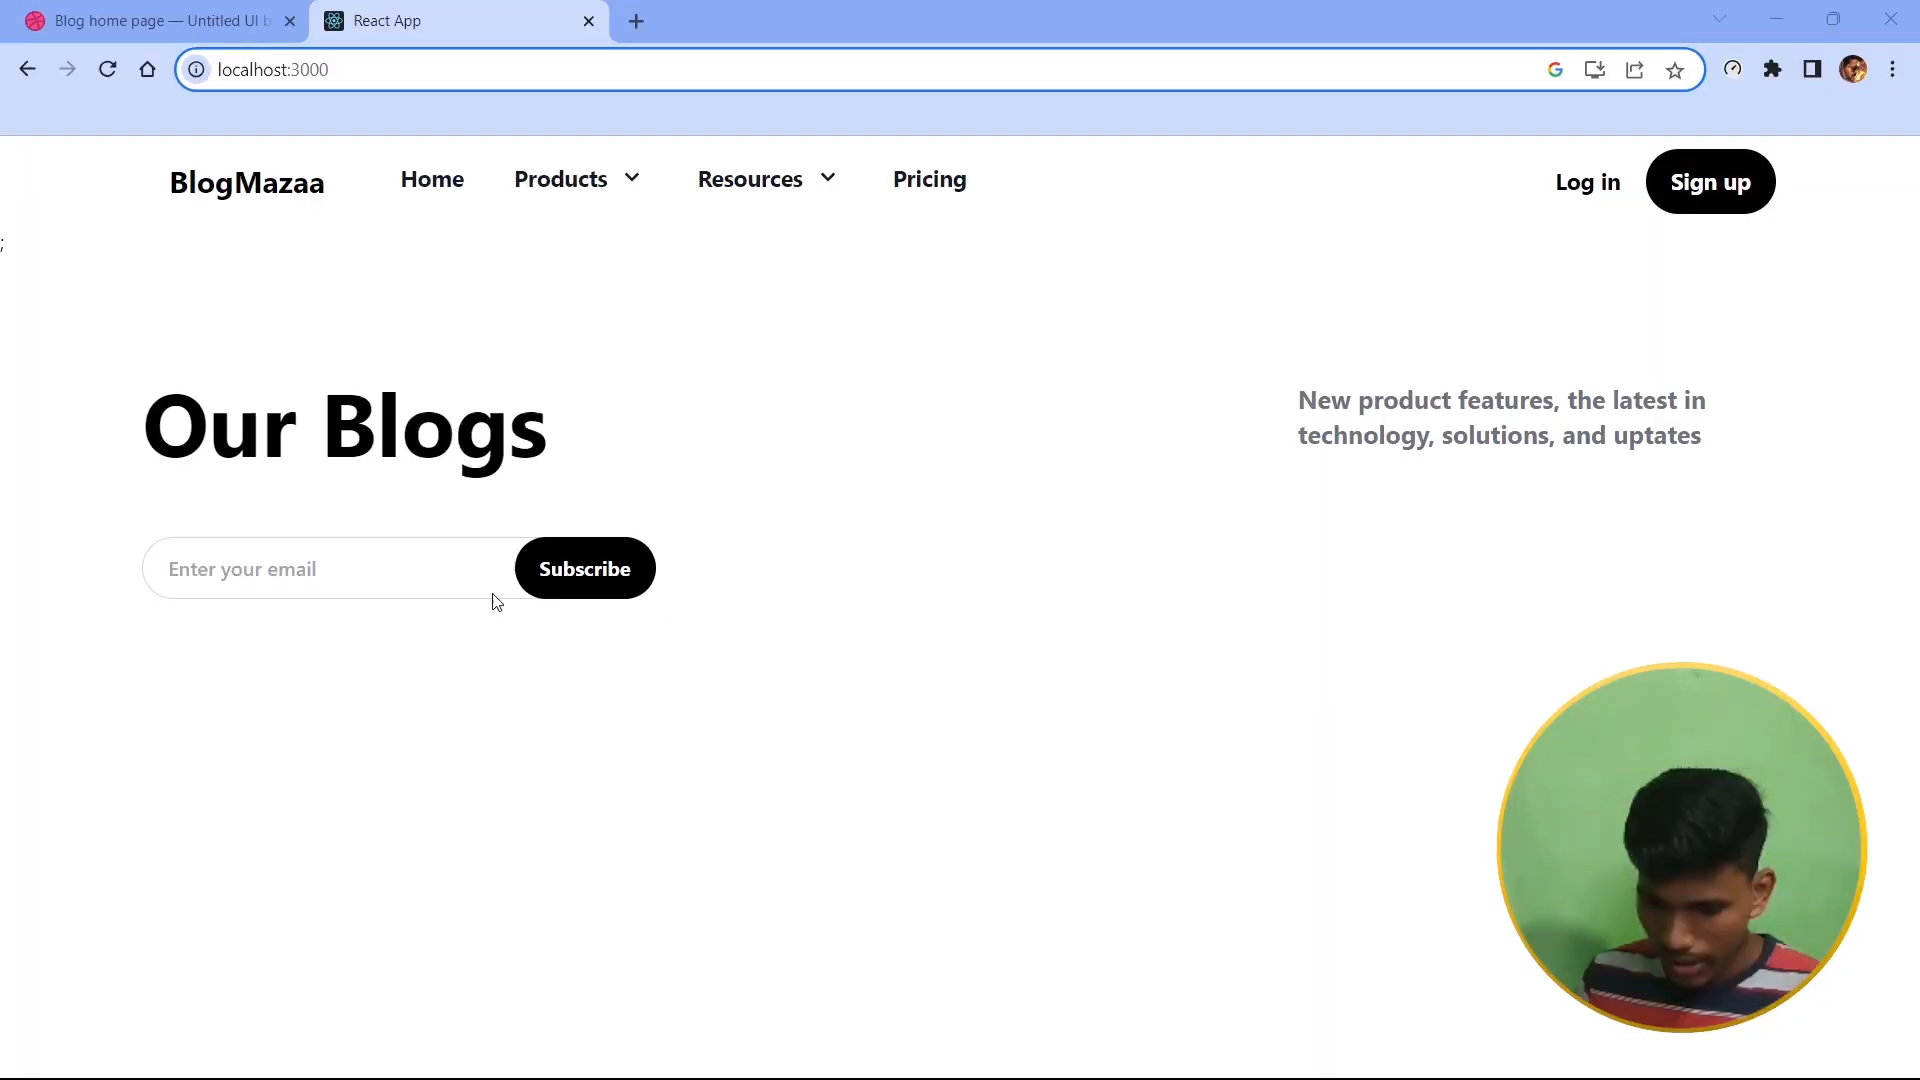 Blog home page — Untitled UI b
React App
localhost:3000
BlogMazaa
Home
Products
Resources
Pricing
Log in
Sign up
;
Our Blogs
New product features, the latest in
technology, solutions, and uptates
Enter your email
Subscribe